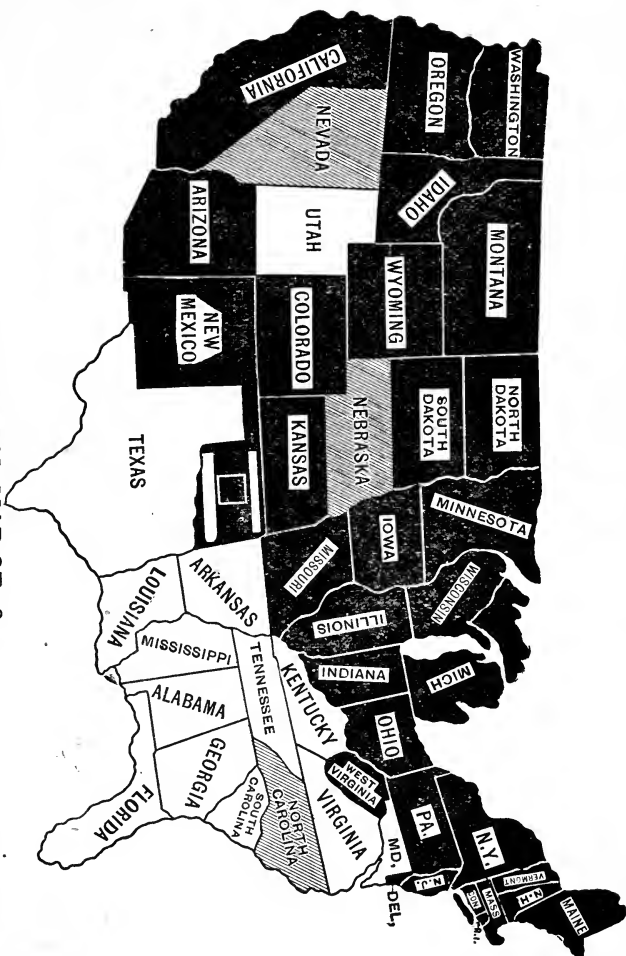 WASHINGTON
OREGON
CALIFORNIA
NEVADA
IDAHO
MONTANA
WYOMING
UTAH
ARIZONA
NEW
MEXICO
COLORADO
NORTH
DAKOTA
SOUTH
DAKOTA
NEBRASKA
KANSAS
TEXAS
MINNESOTA
IOWA
MISSOURI
ARKANSAS
LOUISIANA
WISCONSIN
ILLINOIS
MICH
INDIANA
OHIO
KENTUCKY
TENNESSEE
MISSISSIPPI
ALABAMA
GEORGIA
FLORIDA
SOUTH
CAROLINA
NORTH
CAROLINA
VIRGINIA
WEST
VIRGINIA
MD,
DEL,
PA.
N.J.
N.Y.
VERMONT
N.H
MASS
CON
R.I.
MAINE